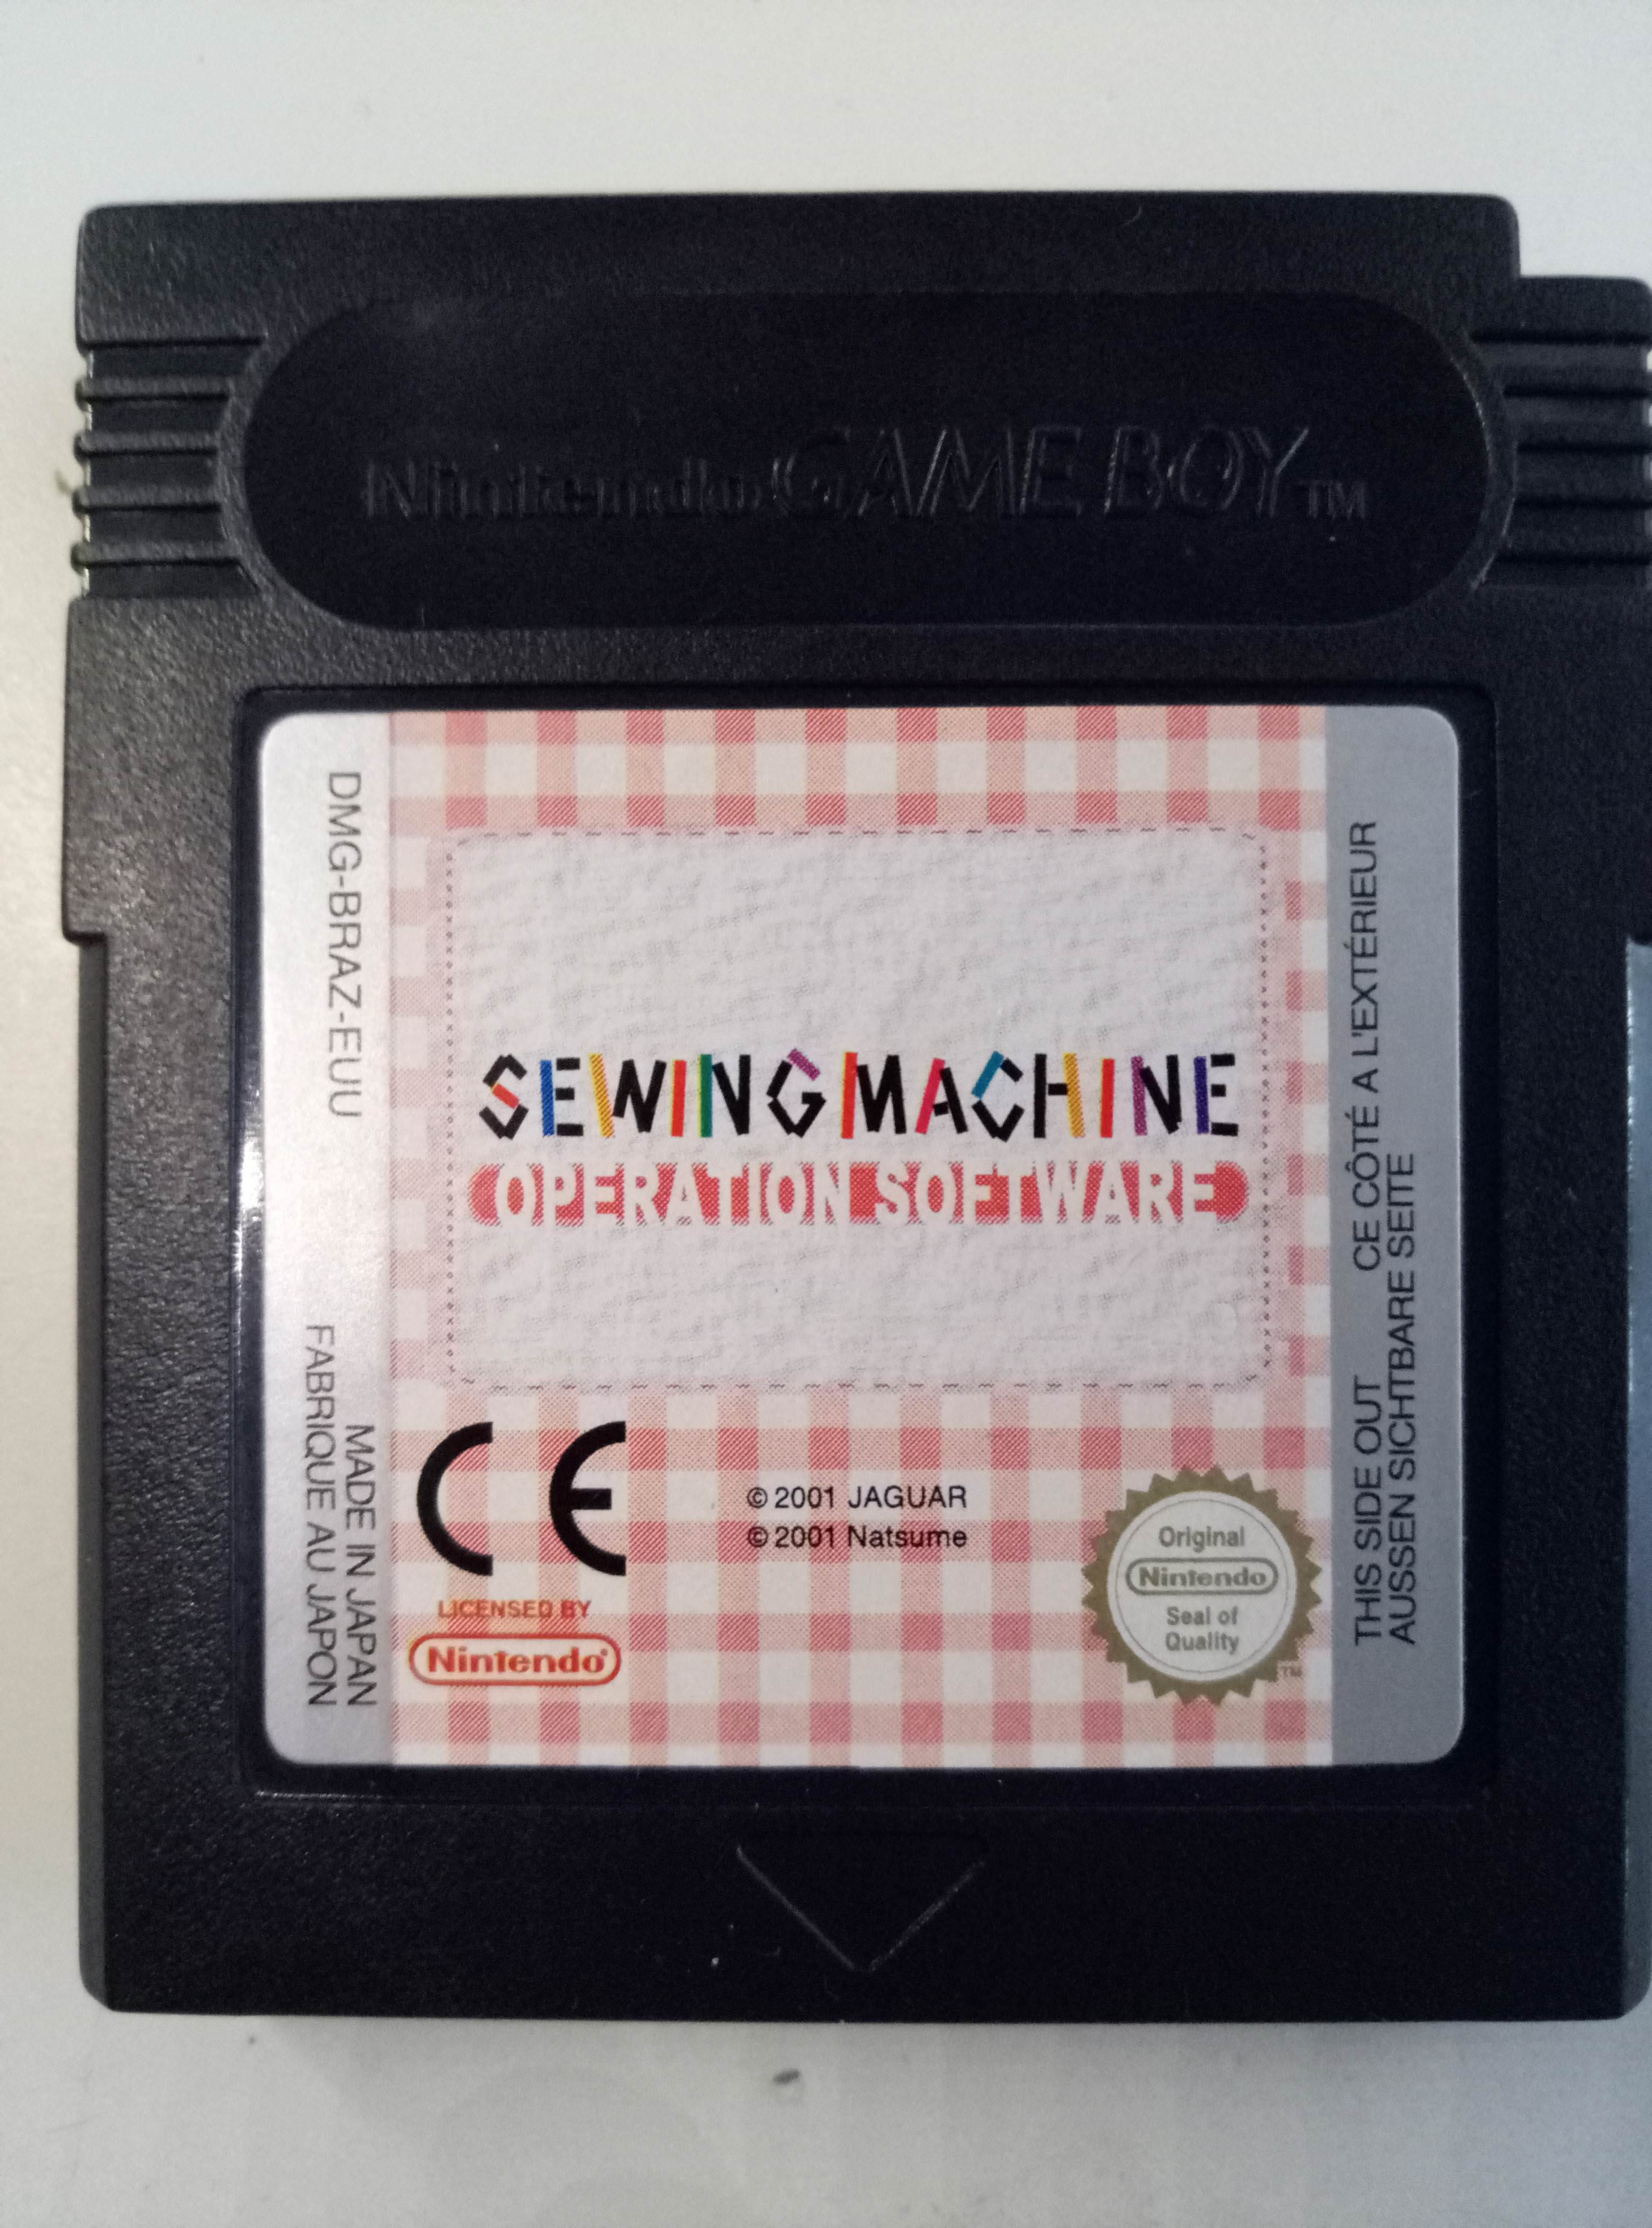 Nintendo GAME BOY TM
DMG-BRAZ-EUU
MADE IN JAPAN
FABRIQUE AU JAPON
SEWING MACHINE
OPERATION SOFTWARE
CE
© 2001 JAGUAR
© 2001 Natsume
LICENSED BY
Nintendo®
Original
Nintendo
Seal of
Quality
TM
THIS SIDE OUT CE CÔTÉ A L'EXTÉRIEUR
AUSSEN SICHTBARE SEITE